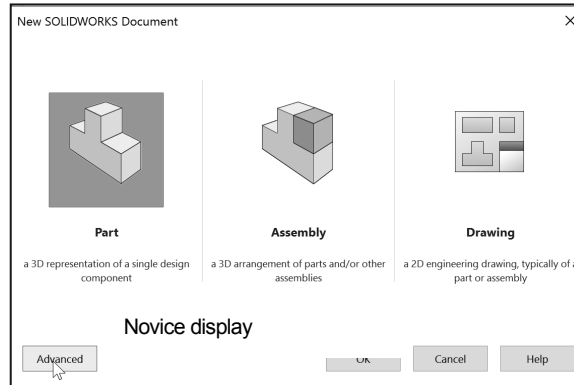 New SOLIDWORKS Document
Part
Assembly
Drawing
a 3D representation of a single design
component
a 3D arrangement of parts and/or other
assemblies
a 2D engineering drawing, typically of a
part or assembly
Novice display
Advanced
OK
Cancel
Help